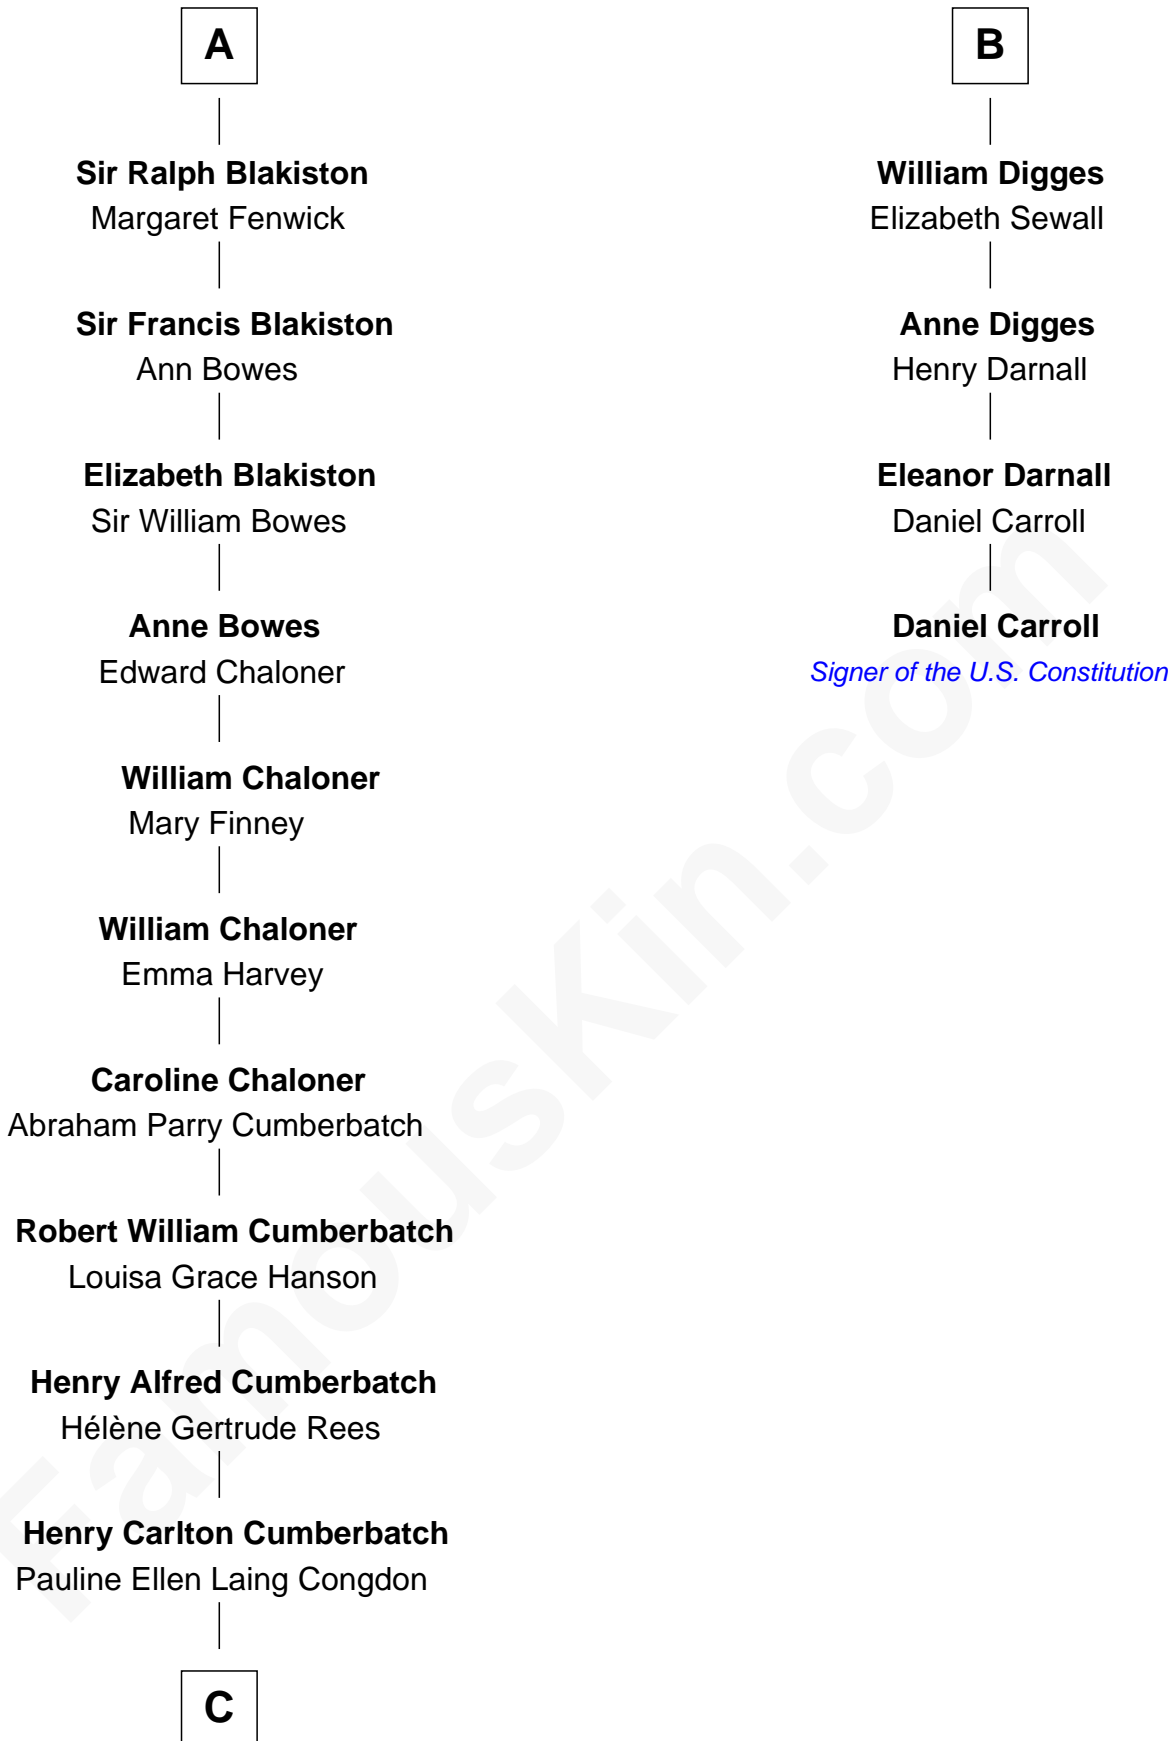 A
Sir Ralph Blakiston
Margaret Fenwick
Sir Francis Blakiston
Ann Bowes
Elizabeth Blakiston
Sir William Bowes
Anne Bowes
Edward Chaloner
William Chaloner
Mary Finney
William Chaloner
Emma Harvey
Caroline Chaloner
Abraham Parry Cumberbatch
Robert William Cumberbatch
Louisa Grace Hanson
Henry Alfred Cumberbatch
Hélène Gertrude Rees
Henry Carlton Cumberbatch
Pauline Ellen Laing Congdon
C
B
William Digges
Elizabeth Sewall
Anne Digges
Henry Darnall
Eleanor Darnall
Daniel Carroll
Daniel Carroll
Signer of the U.S. Constitution
FamousKin.com